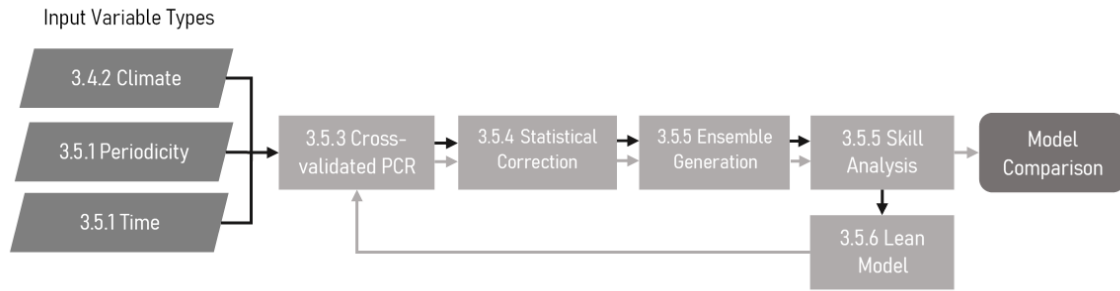 Input Variable Types
3.4.2 Climate
3.5.1 Periodicity
3.5.1 Time
3.5.3 Cross-
validated PCR
3.5.4 Statistical
Correction
3.5.5 Ensemble
Generation
3.5.5 Skill
Analysis
Model
Comparison
3.5.6 Lean
Model